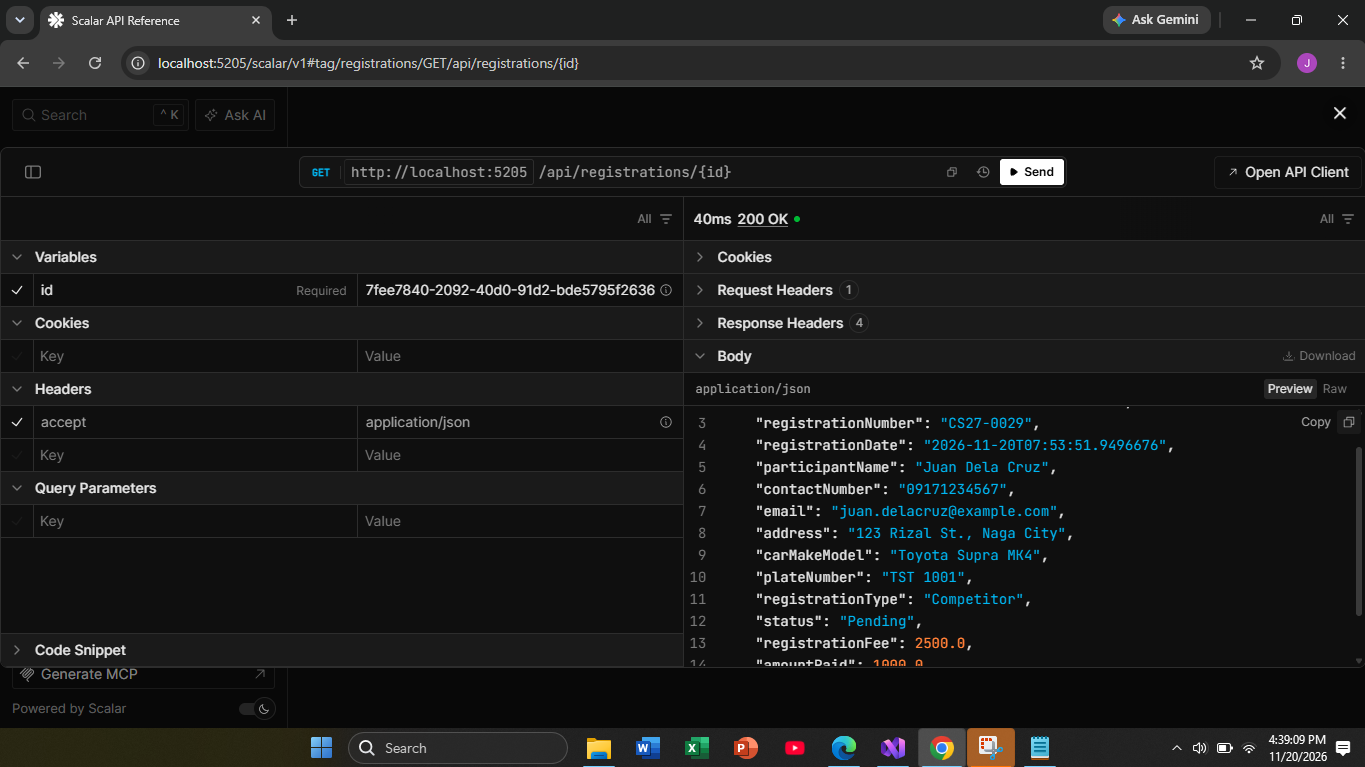 Scalar API Reference
Ask Gemini
localhost:5205/scalar/v1#tag/registrations/GET/api/registrations/{id}
J
Search ^ K Ask AI
GET http://localhost:5205 /api/registrations/{id} Send Open API Client
All
40ms 200 OK
All
Variables
id Required 7fee7840-2092-40d0-91d2-bde5795f2636
Cookies
Key Value
Headers
accept application/json
Key Value
Query Parameters
Key Value
Code Snippet
Cookies
Request Headers 1
Response Headers 4
Body Download
application/json Preview Raw
Copy
3 "registrationNumber": "CS27-0029",
4 "registrationDate": "2026-11-20T07:53:51.9496676",
5 "participantName": "Juan Dela Cruz",
6 "contactNumber": "09171234567",
7 "email": "juan.delacruz@example.com",
8 "address": "123 Rizal St., Naga City",
9 "carMakeModel": "Toyota Supra MK4",
10 "plateNumber": "TST 1001",
11 "registrationType": "Competitor",
12 "status": "Pending",
13 "registrationFee": 2500.0,
14 "amountPaid": 1000.0
Generate MCP
Powered by Scalar
Search
4:39:09 PM
11/20/2026